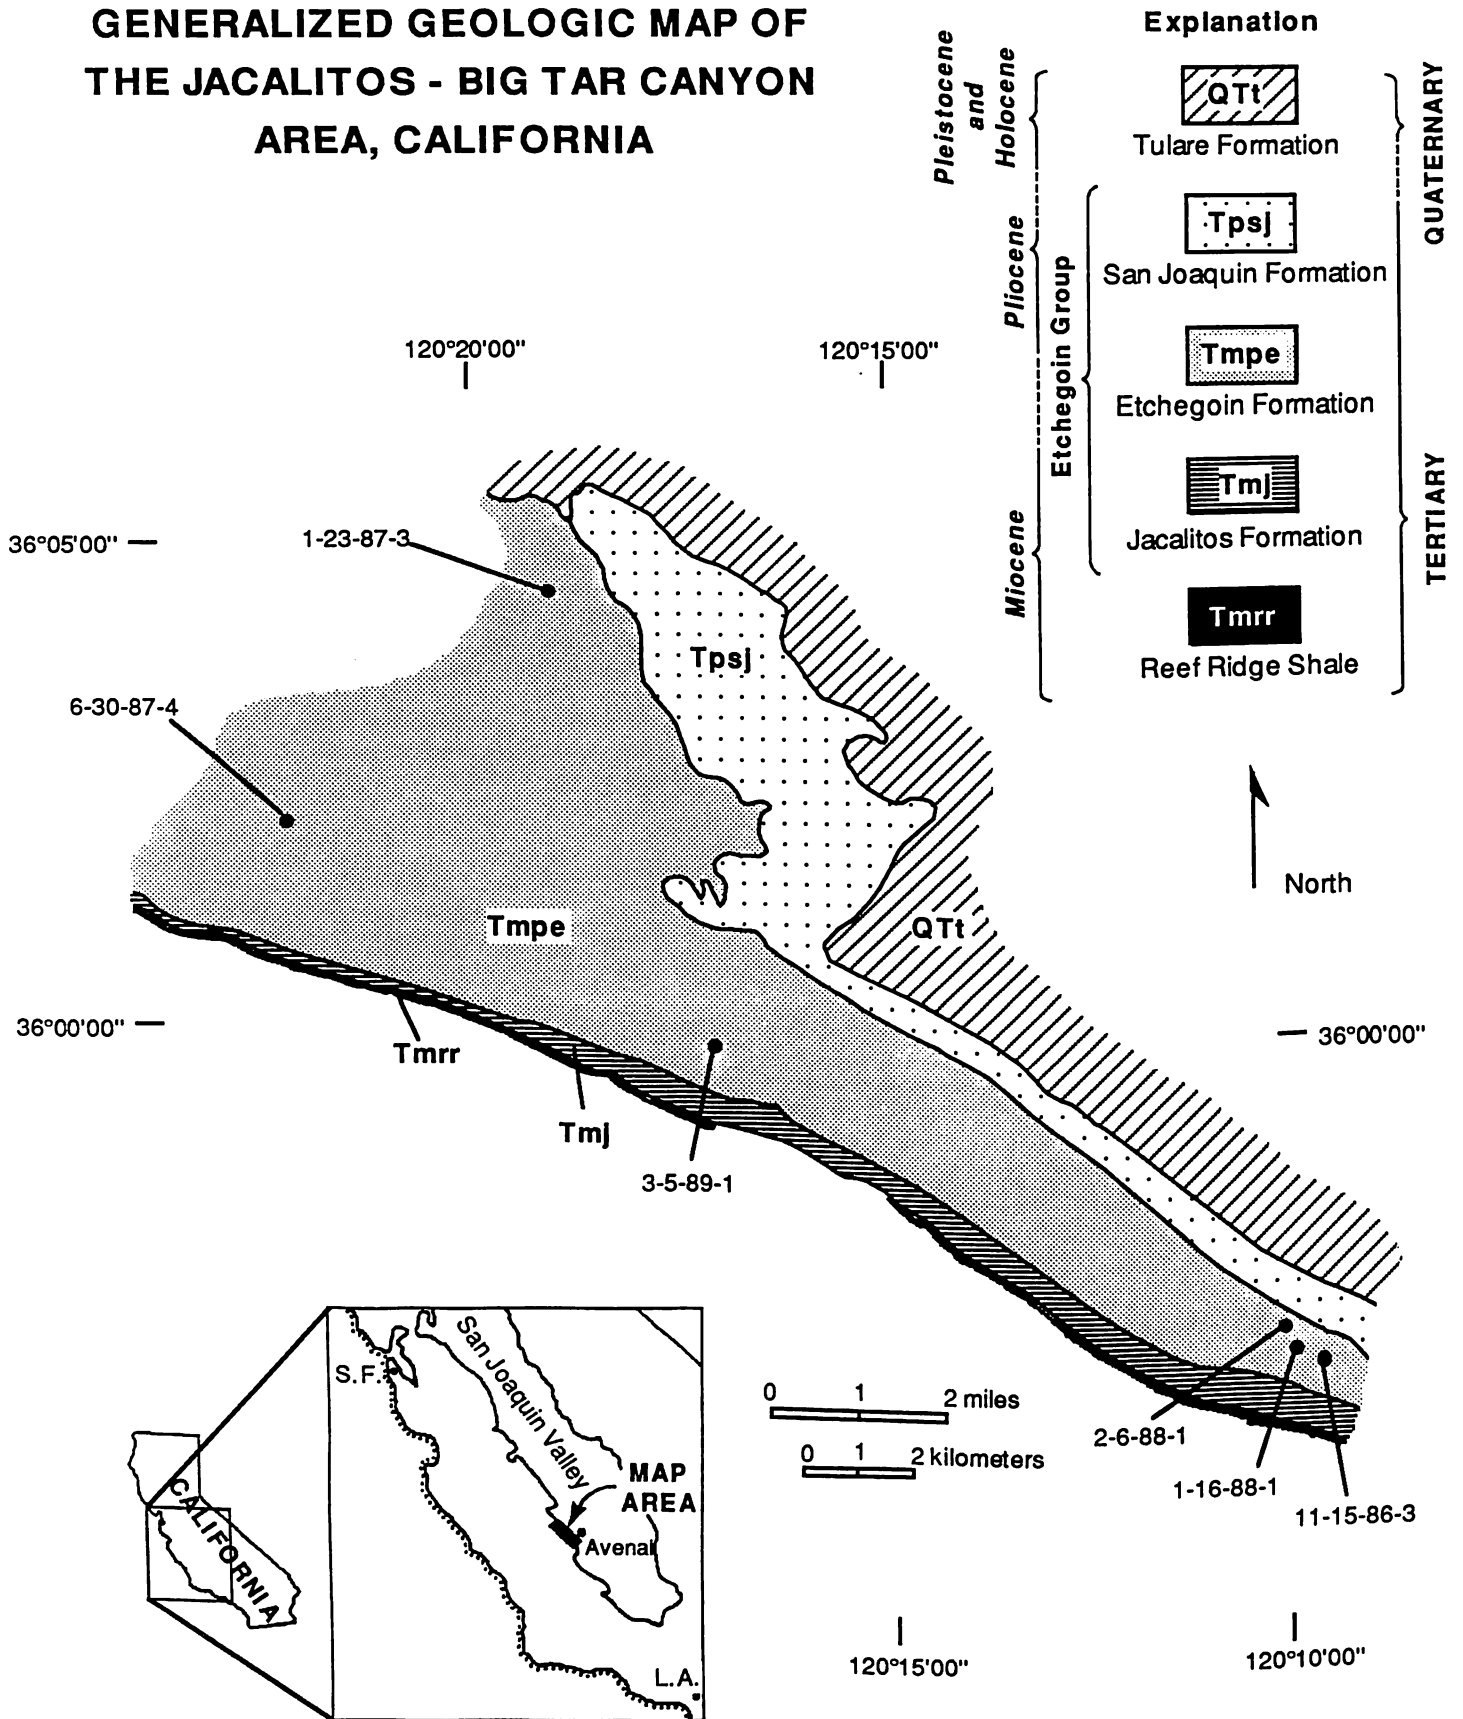 GENERALIZED GEOLOGIC MAP OF
THE JACALITOS - BIG TAR CANYON
AREA, CALIFORNIA
Explanation
QTt
Tulare Formation
Tpsj
San Joaquin Formation
Tmpe
Etchegoin Formation
Tmj
Jacalitos Formation
Tmrr
Reef Ridge Shale
Pleistocene
and
Holocene
Pliocene
Miocene
Etchegoin Group
QUATERNARY
TERTIARY
120°20'00"
120°15'00"
36°05'00"
1-23-87-3
Tpsj
6-30-87-4
North
Tmpe
QTt
36°00'00"
36°00'00"
Tmrr
Tmj
3-5-89-1
0 1 2 miles
0 1 2 kilometers
2-6-88-1
1-16-88-1
11-15-86-3
S.F.
San Joaquin Valley
MAP
AREA
Avenal
L.A.
CALIFORNIA
120°15'00"
120°10'00"